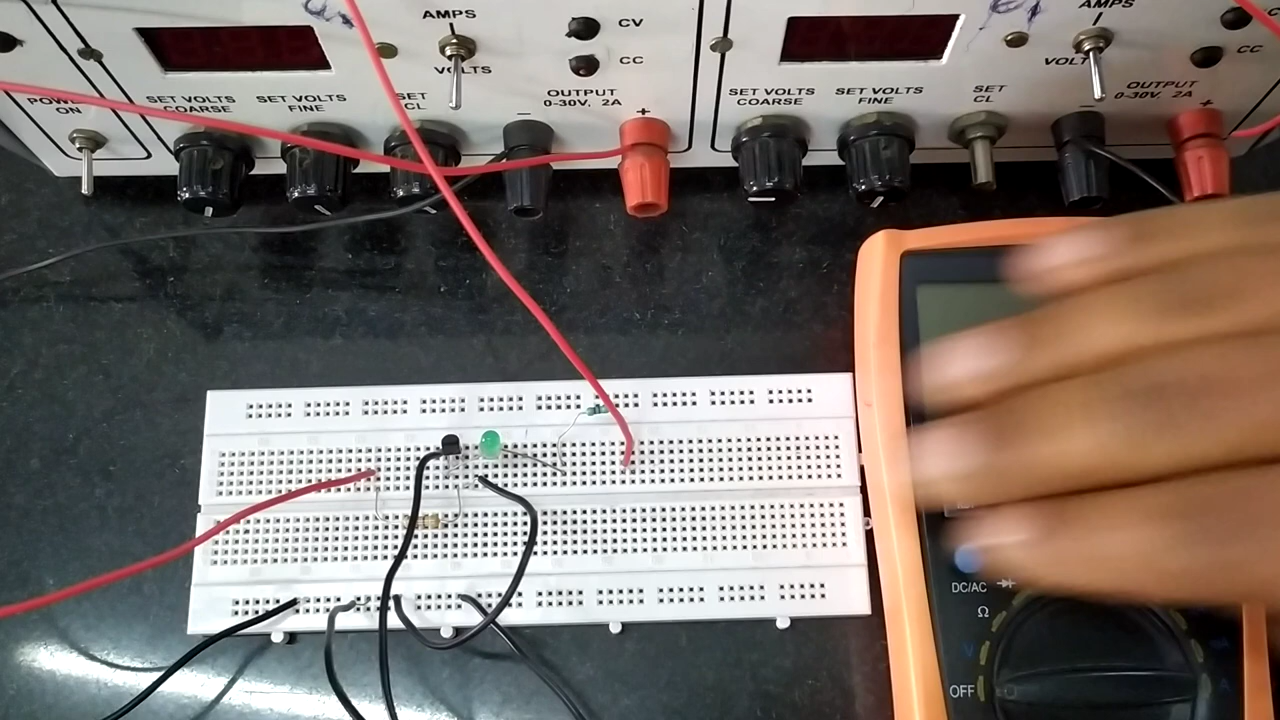 AMPS
CV
CC
VOLTS
POWER
ON
SET VOLTS
COARSE
SET VOLTS
FINE
SET
CL
OUTPUT
0-30V, 2A
- +
AMPS
CC
VOLT
SET VOLTS
COARSE
SET VOLTS
FINE
SET
CL
OUTPUT
0-30V, 2A
- +
DC/AC
Ω
V
OFF